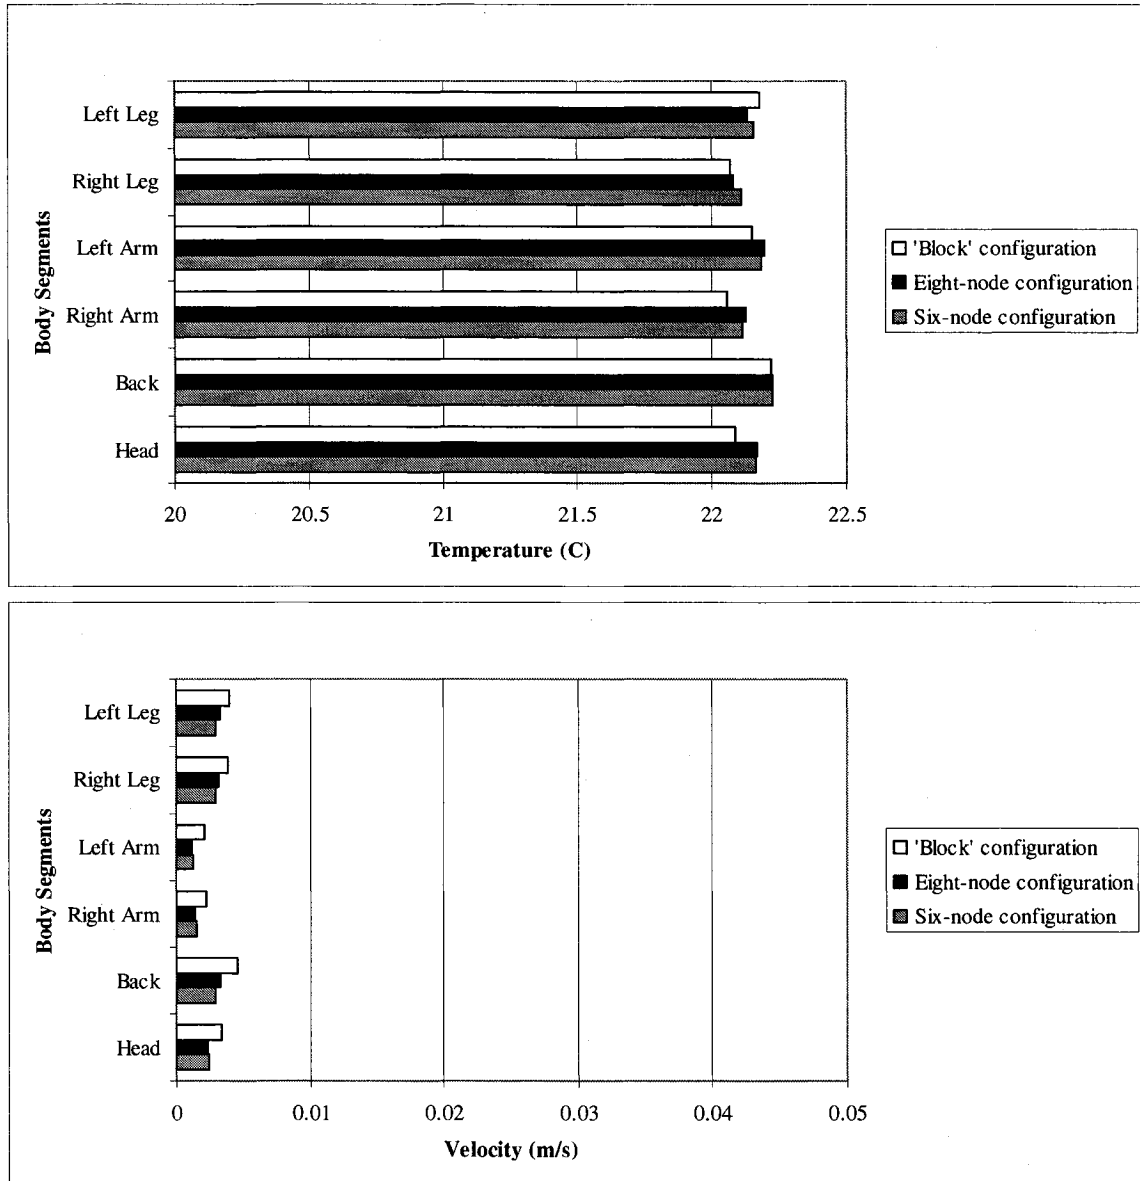 Left Leg
Right Leg
Left Arm
Right Arm
Back
Head
Body Segments
20 20.5 21 21.5 22 22.5
Temperature (C)
'Block' configuration
Eight-node configuration
Six-node configuration
Left Leg
Right Leg
Left Arm
Right Arm
Back
Head
Body Segments
0 0.01 0.02 0.03 0.04 0.05
Velocity (m/s)
'Block' configuration
Eight-node configuration
Six-node configuration